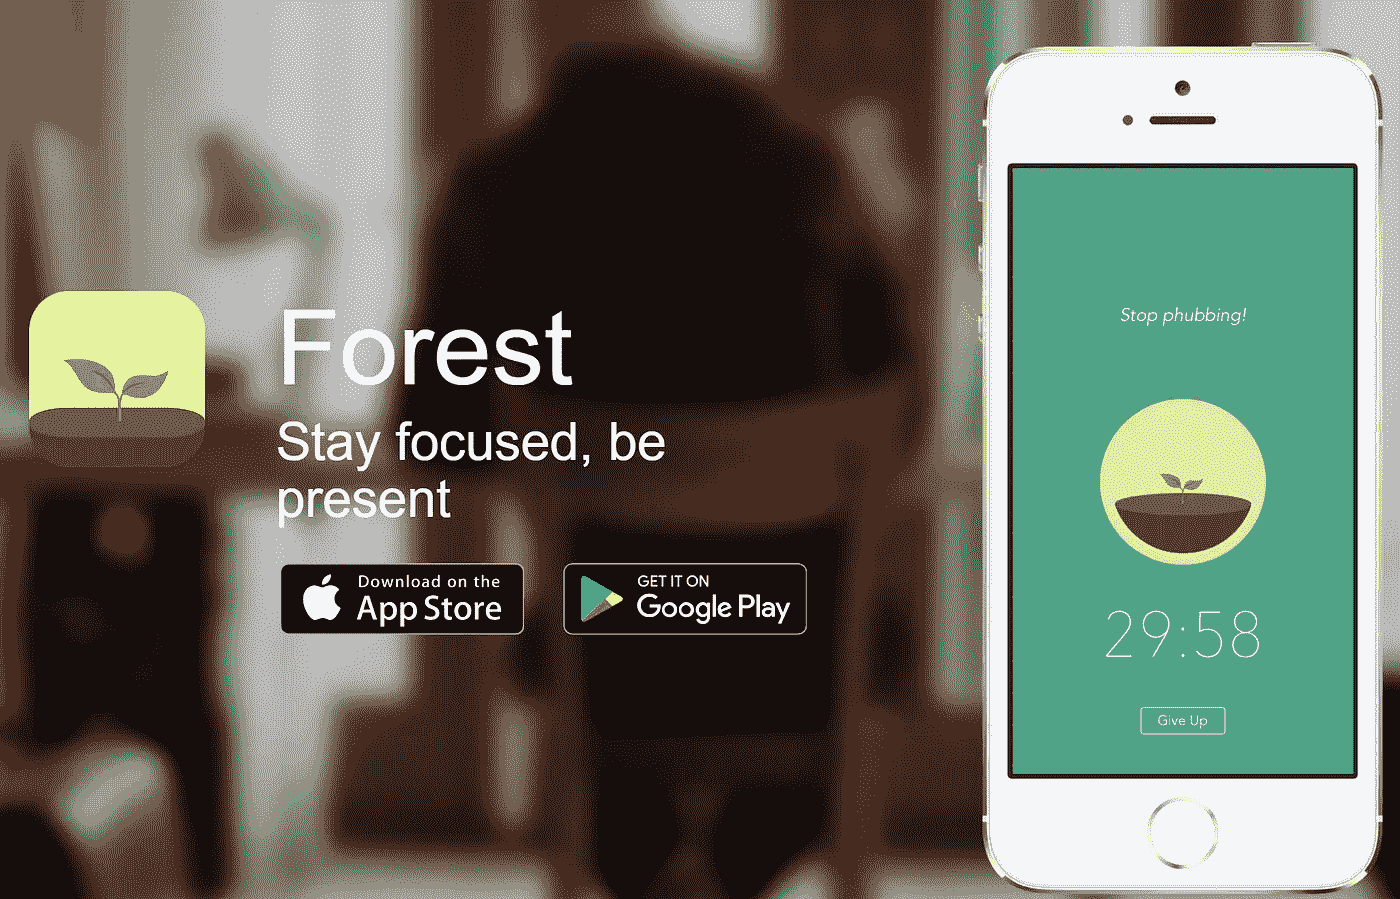 Forest
Stay focused, be
present
Download on the
App Store
GET IT ON
Google Play
Stop phubbing!
29:58
Give Up